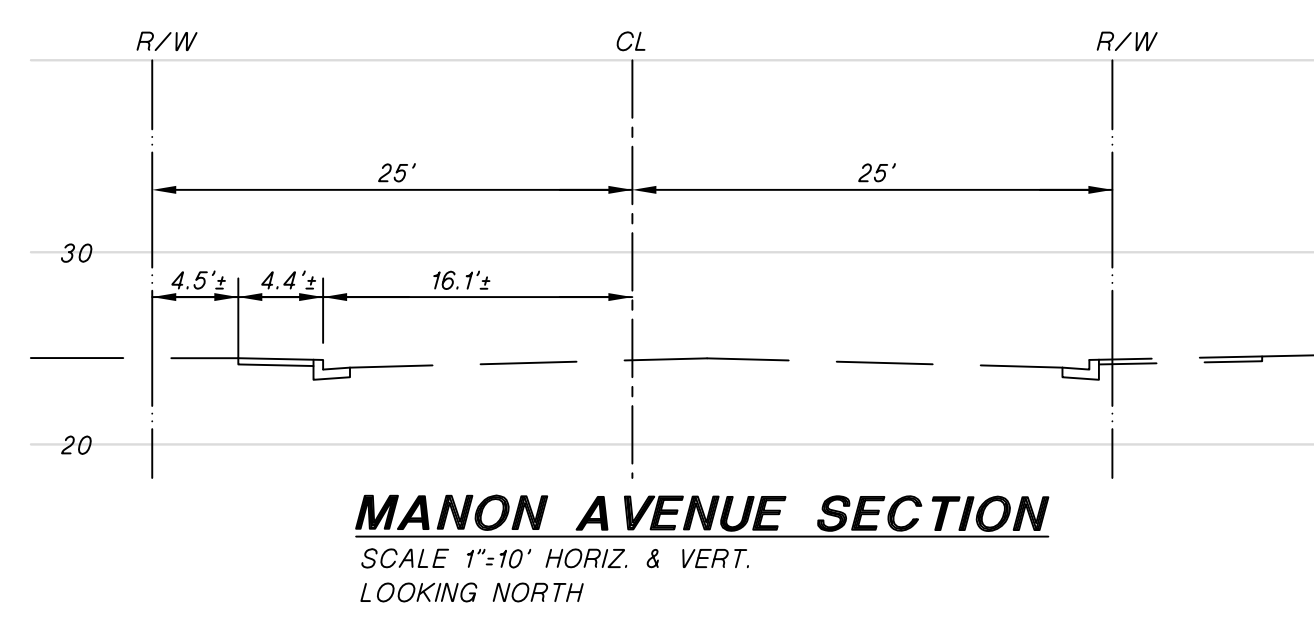 R/W CL R/W
25' 25'
30
4.5'± 4.4'± 16.1'±
20
MANON AVENUE SECTION
SCALE 1"=10' HORIZ. & VERT.
LOOKING NORTH